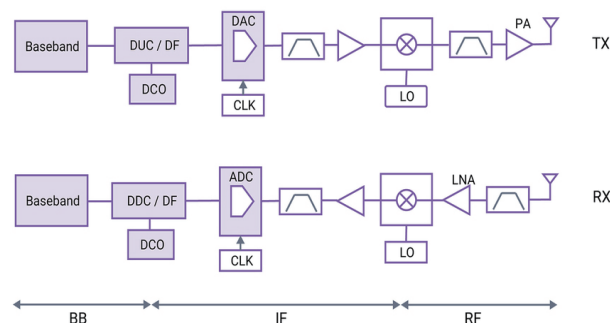 DAC
PA
Baseband
DUC / DF
TX
DCO
CLK
LO
ADC
LNA
Baseband
DDC / DF
RX
DCO
CLK
LO
BB
IF
RF